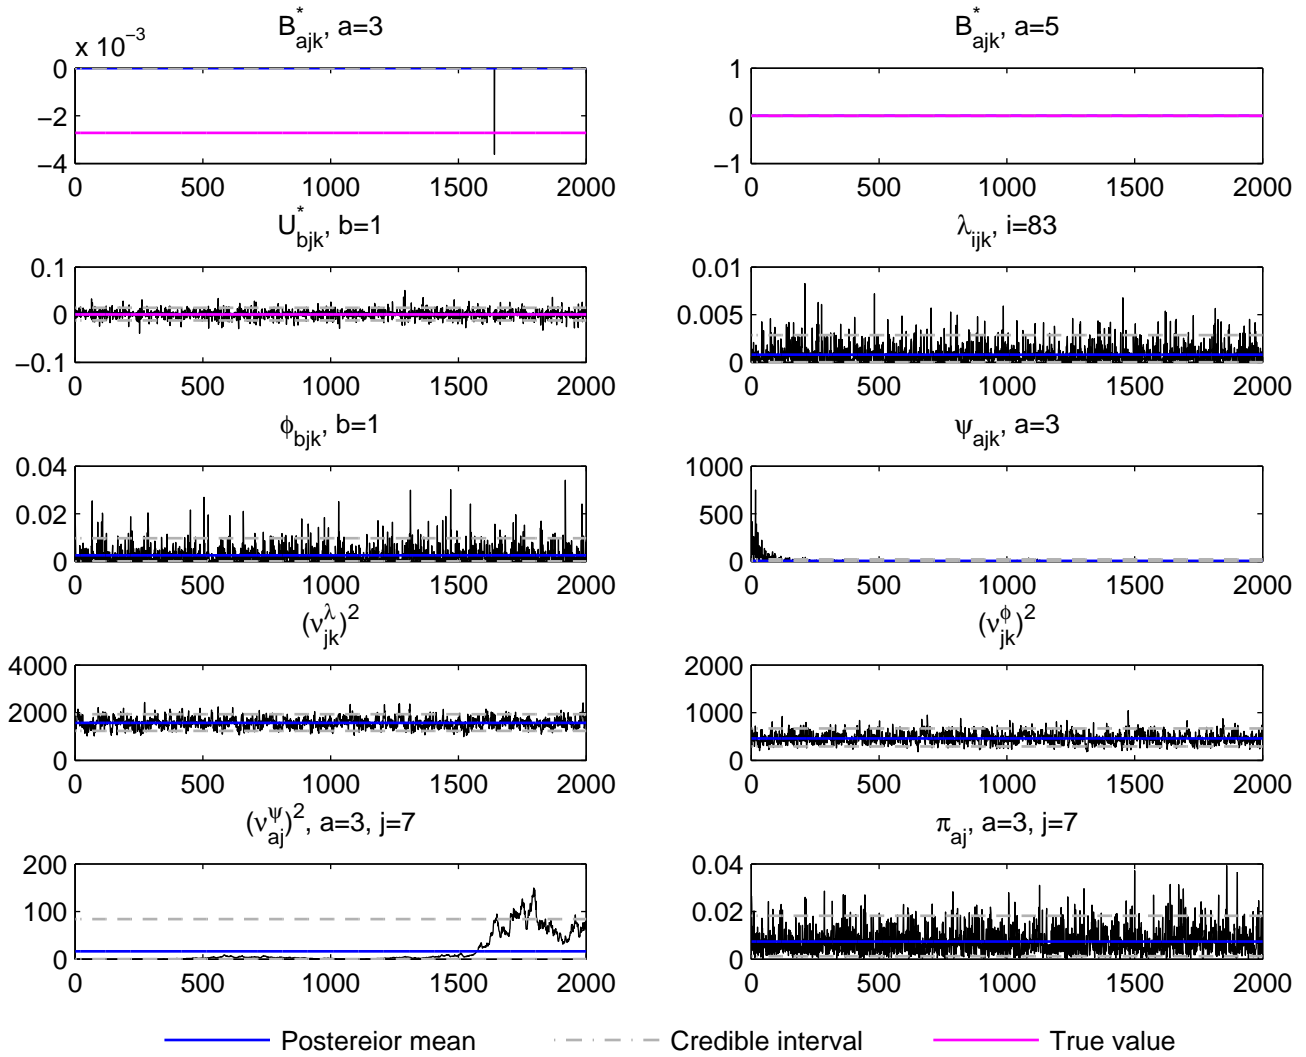 B*ajk, a=3
B*ajk, a=5
x 10−3
0
−2
−4
0 500 1000 1500 2000
1
0
−1
0 500 1000 1500 2000
U*bjk, b=1
λijk, i=83
0.1
0
−0.1
0 500 1000 1500 2000
0.01
0.005
0
0 500 1000 1500 2000
ϕbjk, b=1
ψajk, a=3
0.04
0.02
0
0 500 1000 1500 2000
1000
500
0
0 500 1000 1500 2000
(νλjk)2
(νϕjk)2
4000
2000
0
0 500 1000 1500 2000
2000
1000
0
0 500 1000 1500 2000
(νψaj)2, a=3, j=7
πaj, a=3, j=7
200
100
0
0 500 1000 1500 2000
0.04
0.02
0
0 500 1000 1500 2000
Postereior mean Credible interval True value